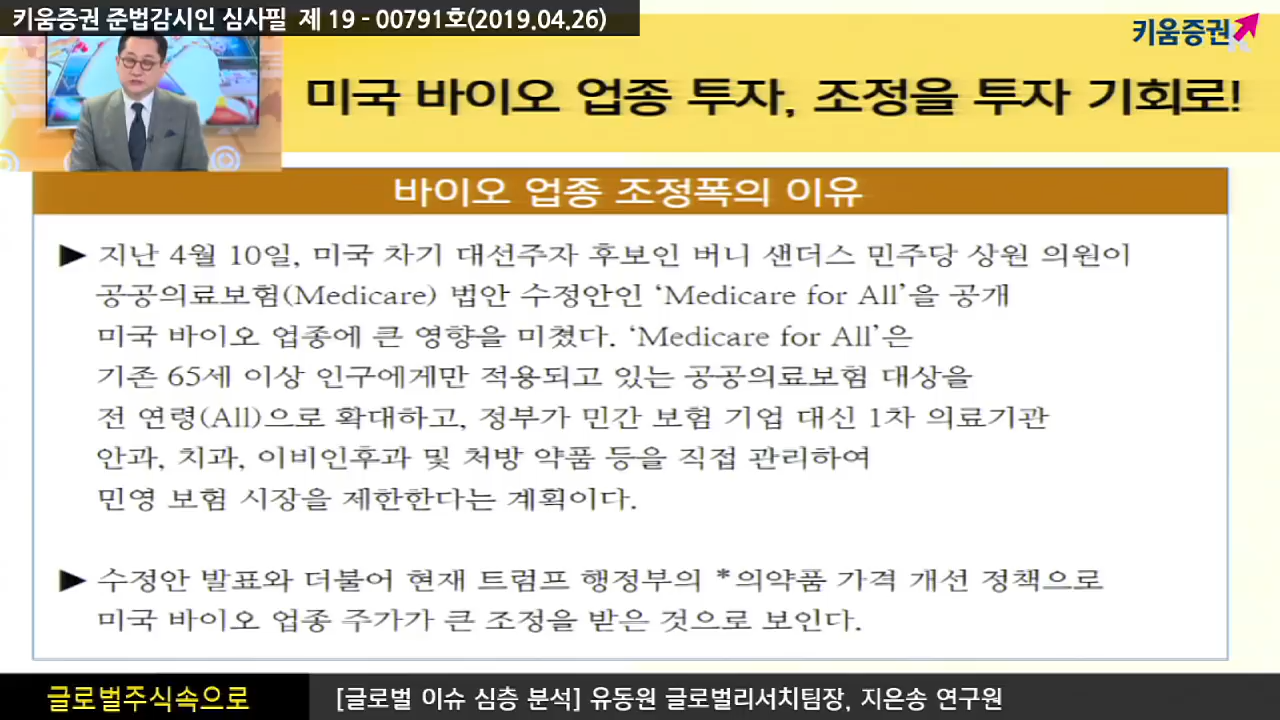 키움증권 준법감시인 심사필 제 19 - 00791호(2019.04.26)
키움증권
미국 바이오 업종 투자, 조정을 투자 기회로!
바이오 업종 조정폭의 이유
▶ 지난 4월 10일, 미국 차기 대선주자 후보인 버니 샌더스 민주당 상원 의원이
공공의료보험(Medicare) 법안 수정안인 ‘Medicare for All’을 공개
미국 바이오 업종에 큰 영향을 미쳤다. ‘Medicare for All’은
기존 65세 이상 인구에게만 적용되고 있는 공공의료보험 대상을
전 연령(All)으로 확대하고, 정부가 민간 보험 기업 대신 1차 의료기관
안과, 치과, 이비인후과 및 처방 약품 등을 직접 관리하여
민영 보험 시장을 제한한다는 계획이다.
▶ 수정안 발표와 더불어 현재 트럼프 행정부의 *의약품 가격 개선 정책으로
미국 바이오 업종 주가가 큰 조정을 받은 것으로 보인다.
글로벌주식속으로
[글로벌 이슈 심층 분석] 유동원 글로벌리서치팀장, 지은송 연구원